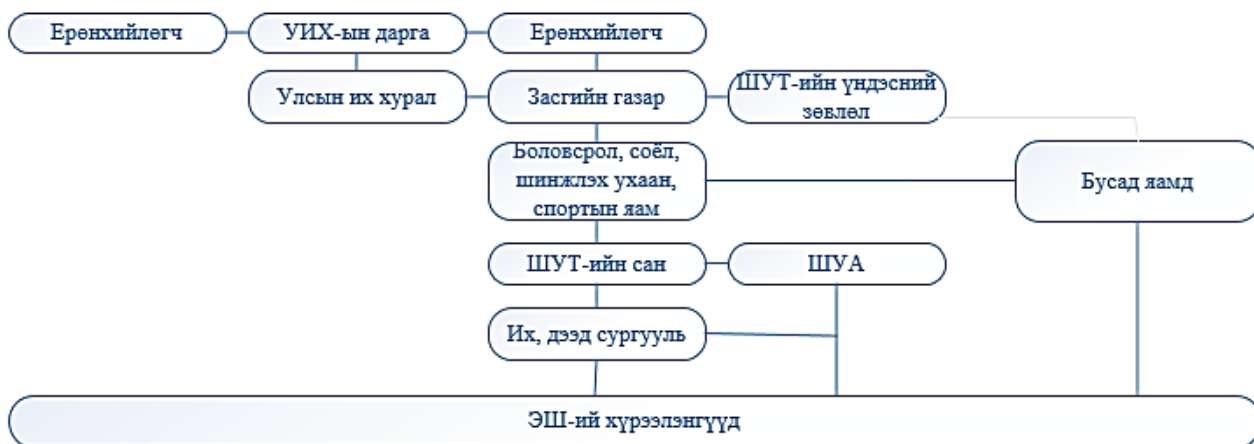 Ерөнхийлөгч
УИХ-ын дарга
Ерөнхийлөгч
Улсын их хурал
Засгийн газар
ШУТ-ийн үндэсний
зөвлөл
Боловсрол, соёл,
шинжлэх ухаан,
спортын яам
Бусад яамд
ШУТ-ийн сан
ШУА
Их, дээд сургууль
ЭШ-ий хүрээлэнгүүд